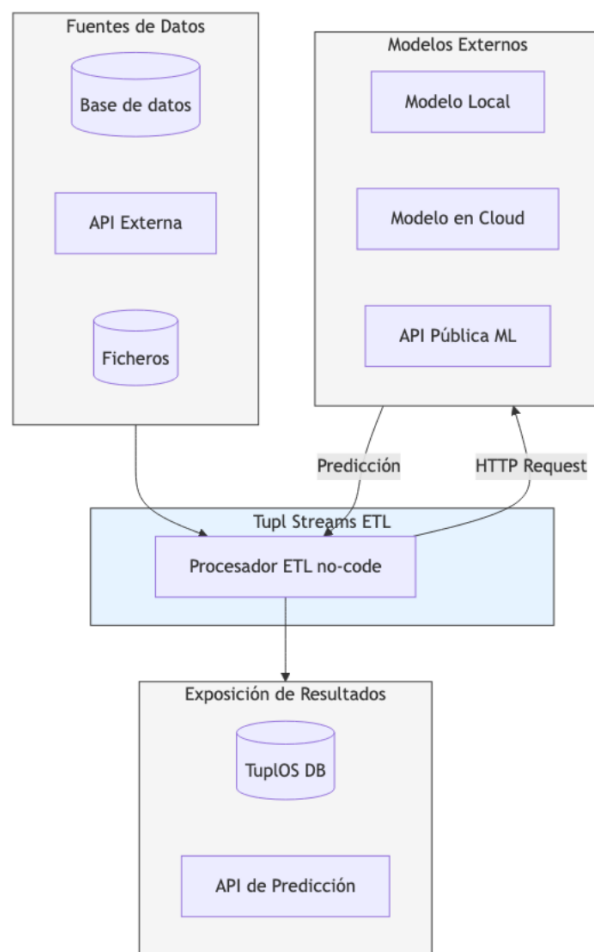 Fuentes de Datos
Base de datos
API Externa
Ficheros
Modelos Externos
Modelo Local
Modelo en Cloud
API Pública ML
Predicción
HTTP Request
Tupl Streams ETL
Procesador ETL no-code
Exposición de Resultados
TuplOS DB
API de Predicción